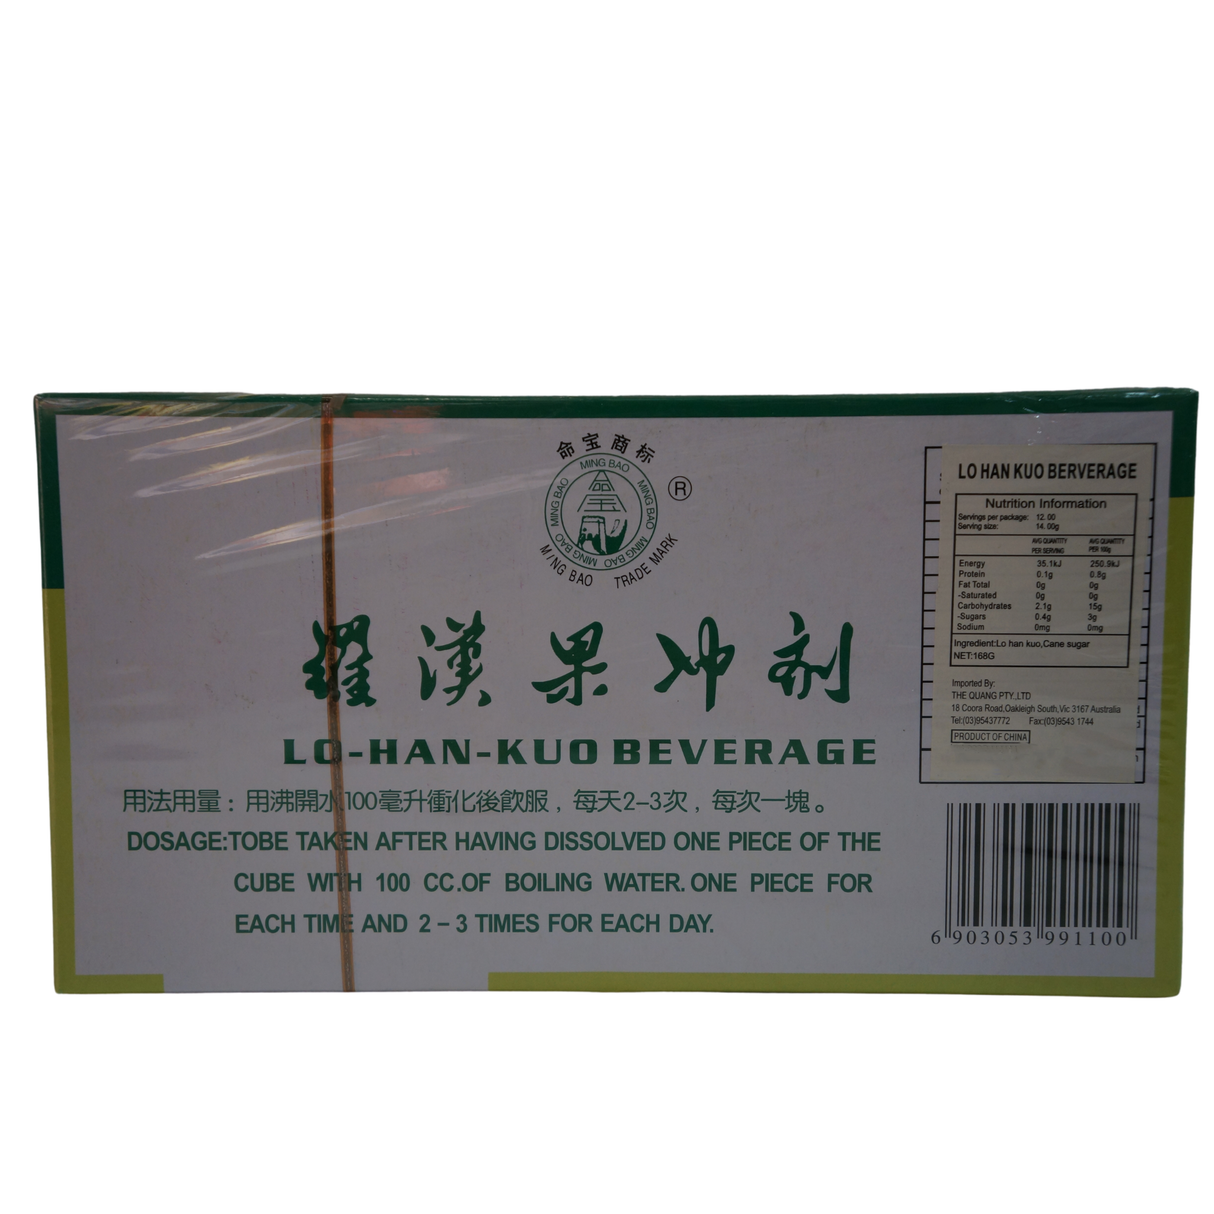 命宝商标
MING BAO MING BAO MING BAO MING BAO MING BAO
®
MING BAO TRADE MARK
羅漢果冲剂
LO-HAN-KUO BEVERAGE
用法用量：用沸開水100毫升衝化後飲服，每天2-3次，每次一塊。
DOSAGE:TOBE TAKEN AFTER HAVING DISSOLVED ONE PIECE OF THE
CUBE WITH 100 CC.OF BOILING WATER. ONE PIECE FOR
EACH TIME AND 2 – 3 TIMES FOR EACH DAY.
LO HAN KUO BERVERAGE
Nutrition Information
Servings per package: 12. 00
Serving size: 14. 00g
AVG QUANTITY AVG QUANTITY
PER SERVING PER 100g
Energy 35.1kJ 250.9kJ
Protein 0.1g 0.8g
Fat Total 0g 0g
-Saturated 0g 0g
Carbohydrates 2.1g 15g
-Sugars 0.4g 3g
Sodium 0mg 0mg
Ingredient:Lo han kuo,Cane sugar
NET:168G
Imported By:
THE QUANG PTY.,LTD
18 Coora Road,Oakleigh South,Vic 3167 Australia
Tel:(03)95437772 Fax:(03)9543 1744
PRODUCT OF CHINA
6 903053 991100